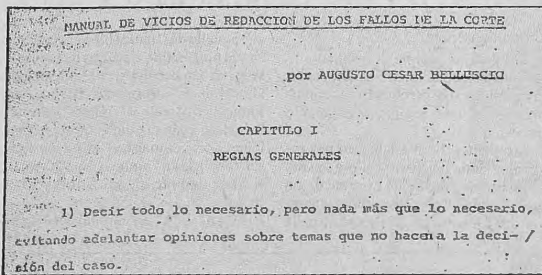 MANUAL DE VICIOS DE REDACCION DE LOS FALLOS DE LA CORTE
por AUGUSTO CESAR BELLUSCIO
CAPITULO I
REGLAS GENERALES
1) Decir todo lo necesario, pero nada más que lo necesario,
evitando adelantar opiniones sobre temas que no hacen a la deci- /
sión del caso.